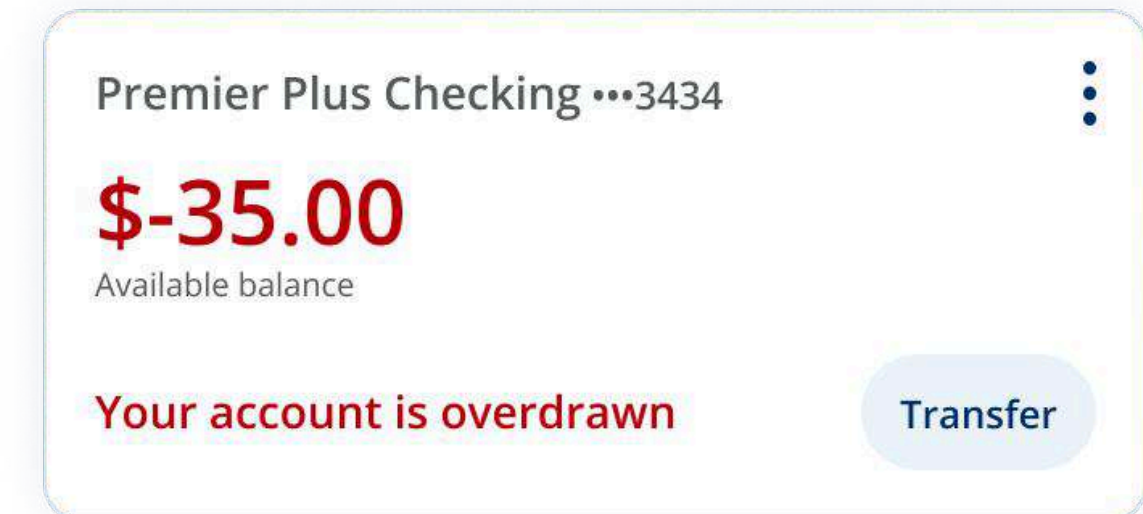 Premier Plus Checking •••3434
$-35.00
Available balance
Your account is overdrawn
Transfer